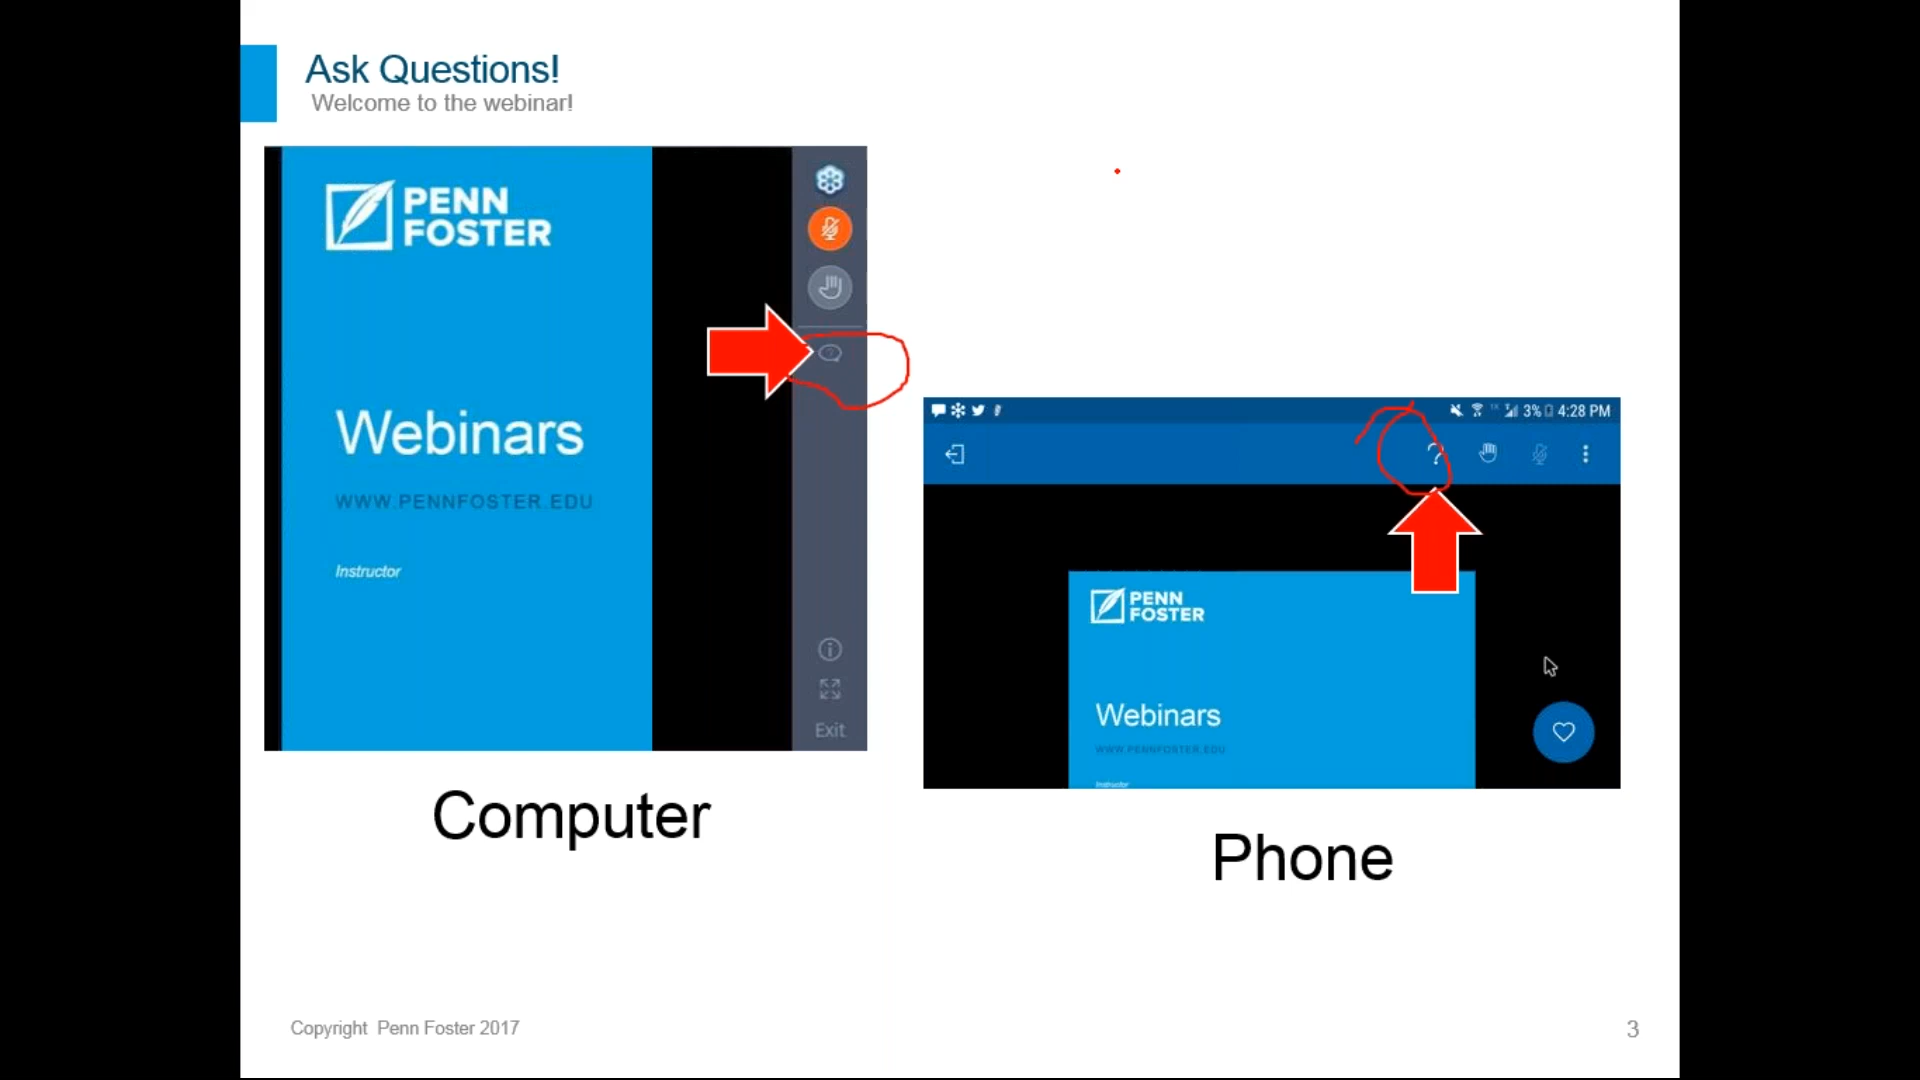 Ask Questions!
Welcome to the webinar!
PENN
FOSTER
Webinars
WWW.PENNFOSTER.EDU
Instructor
Exit
Computer
3% 4:28 PM
?
PENN
FOSTER
Webinars
WWW.PENNFOSTER.EDU
Instructor
Phone
Copyright Penn Foster 2017
3